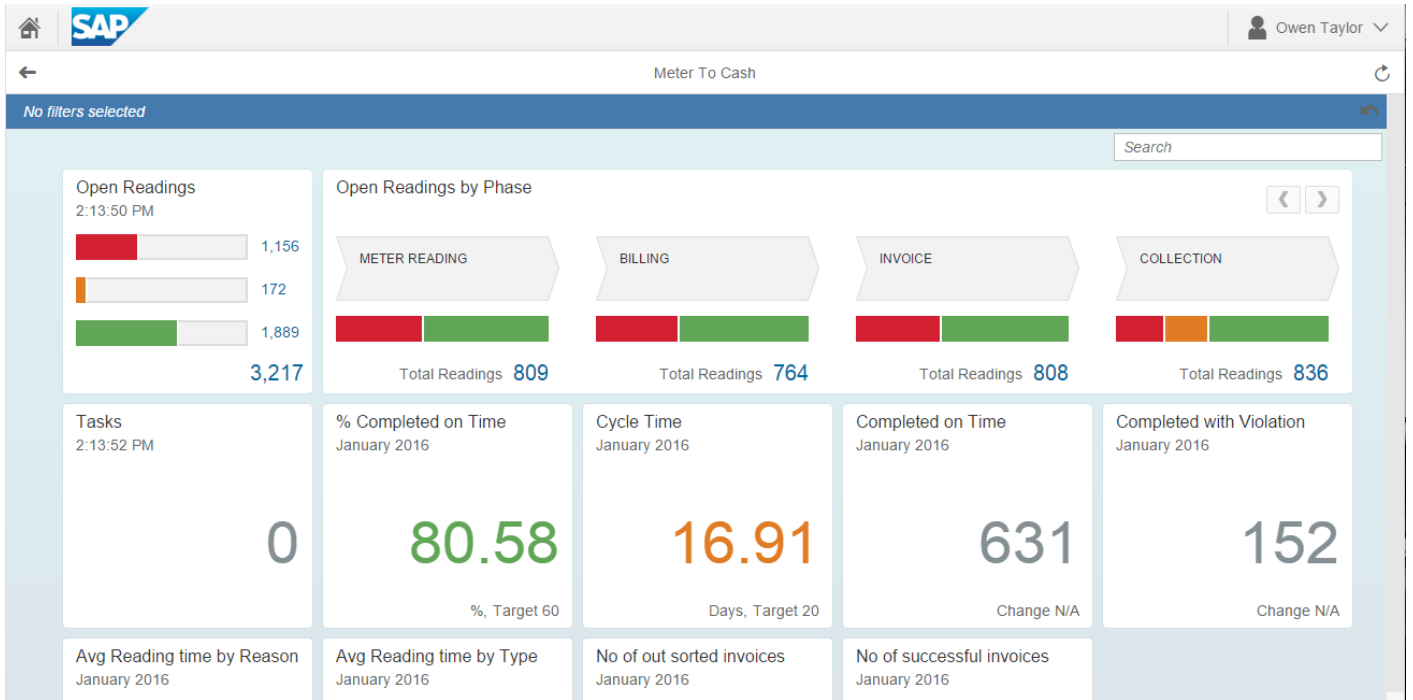 SAP
Owen Taylor
Meter To Cash
No filters selected
Search
Open Readings
2:13:50 PM
1,156
172
1,889
3,217
Open Readings by Phase
METER READING
BILLING
INVOICE
COLLECTION
Total Readings 809
Total Readings 764
Total Readings 808
Total Readings 836
Tasks
2:13:52 PM
0
% Completed on Time
January 2016
80.58
%, Target 60
Cycle Time
January 2016
16.91
Days, Target 20
Completed on Time
January 2016
631
Change N/A
Completed with Violation
January 2016
152
Change N/A
Avg Reading time by Reason
January 2016
Avg Reading time by Type
January 2016
No of out sorted invoices
January 2016
No of successful invoices
January 2016